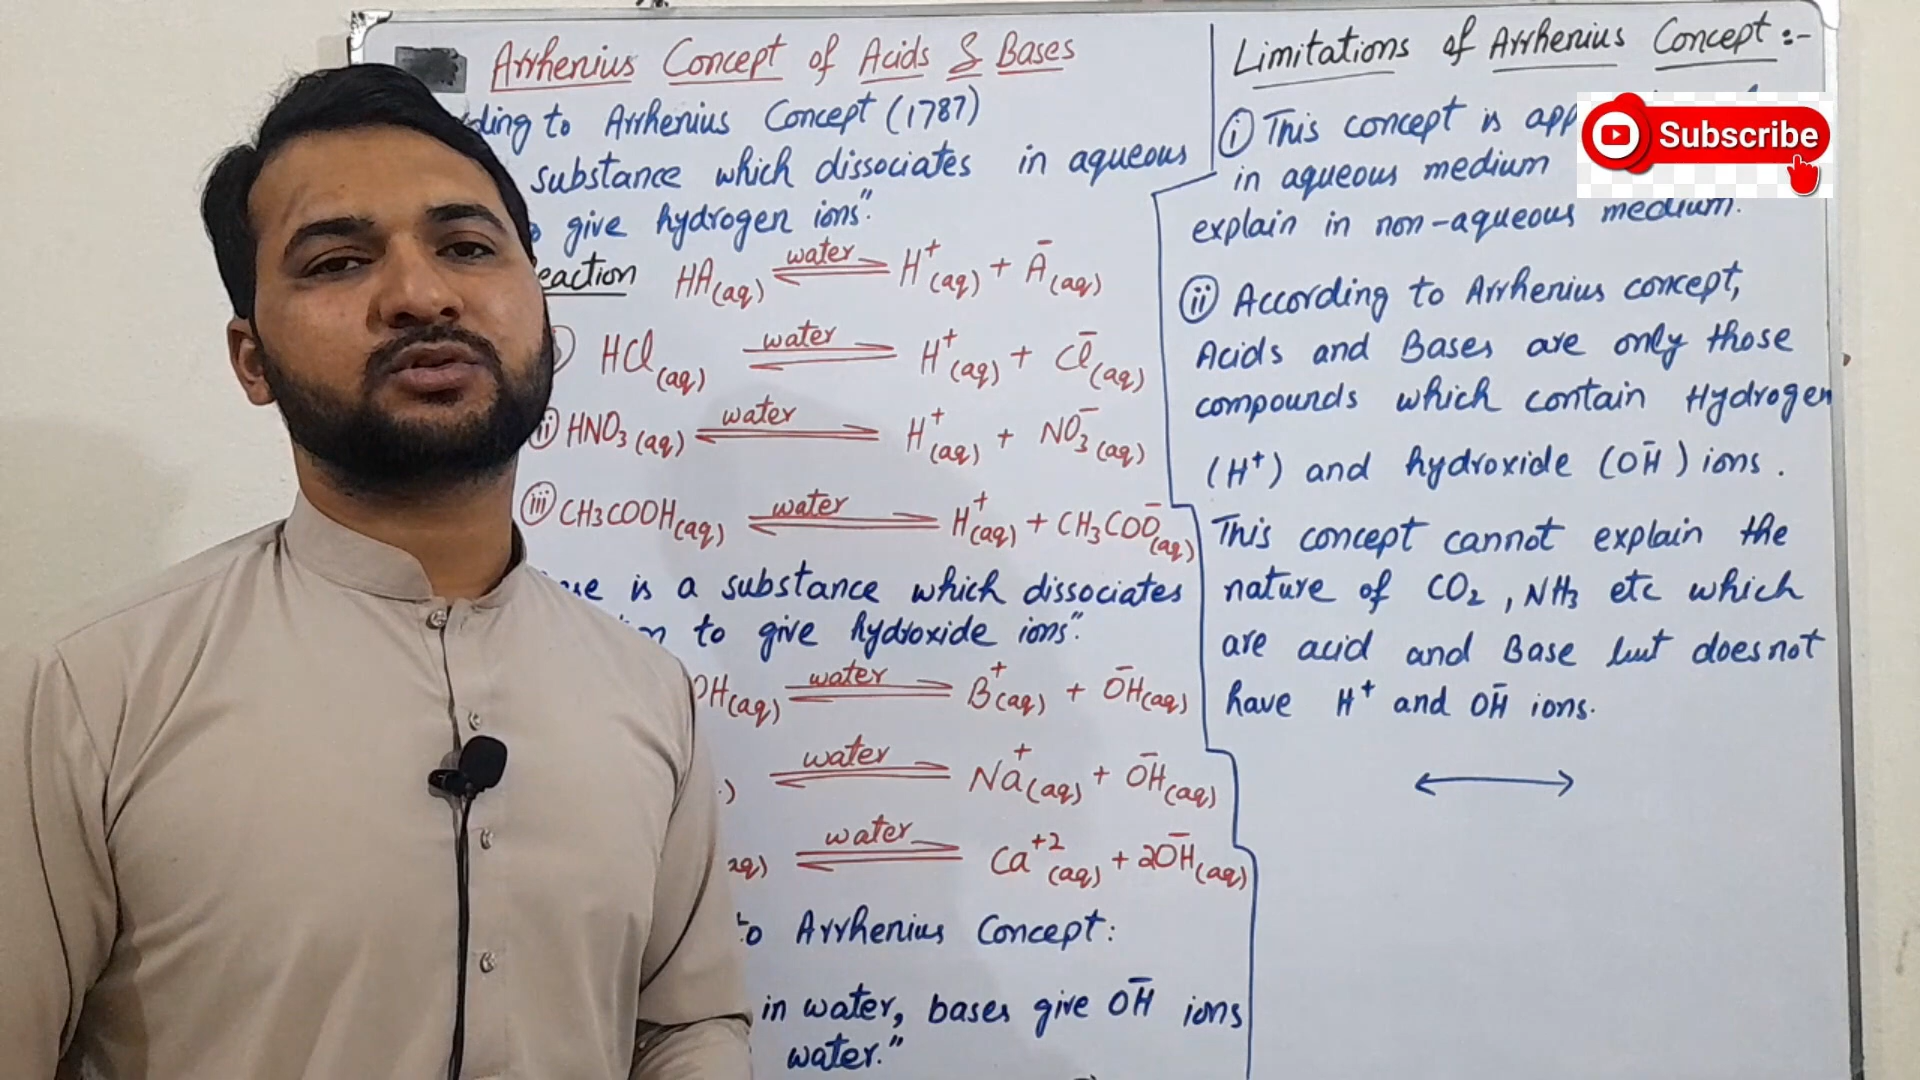 Arrhenius Concept of Acids & Bases
ding to Arrhenius Concept (1787)
substance which dissociates in aqueous
give hydrogen ions".
eaction HA(aq) ⇌ water H⁺(aq) + A⁻(aq)
HCl(aq) ⇌ water H⁺(aq) + Cl⁻(aq)
ii) HNO₃(aq) ⇌ water H⁺(aq) + NO₃⁻(aq)
(iii) CH₃COOH(aq) ⇌ water H⁺(aq) + CH₃COO⁻(aq)
se is a substance which dissociates
to give hydroxide ions".
OH(aq) ⇌ water B⁺(aq) + OH⁻(aq)
⇌ water Na⁺(aq) + OH⁻(aq)
aq) ⇌ water Ca⁺²(aq) + 2OH⁻(aq)
to Arrhenius Concept:
in water, bases give OH⁻ ions
water."
Limitations of Arrhenius Concept :-
(i) This concept is app
in aqueous medium
explain in non-aqueous medium.
(ii) According to Arrhenius concept,
Acids and Bases are only those
compounds which contain Hydrogen
(H⁺) and hydroxide (OH⁻) ions.
This concept cannot explain the
nature of CO₂, NH₃ etc which
are acid and Base but does not
have H⁺ and OH⁻ ions.
Subscribe